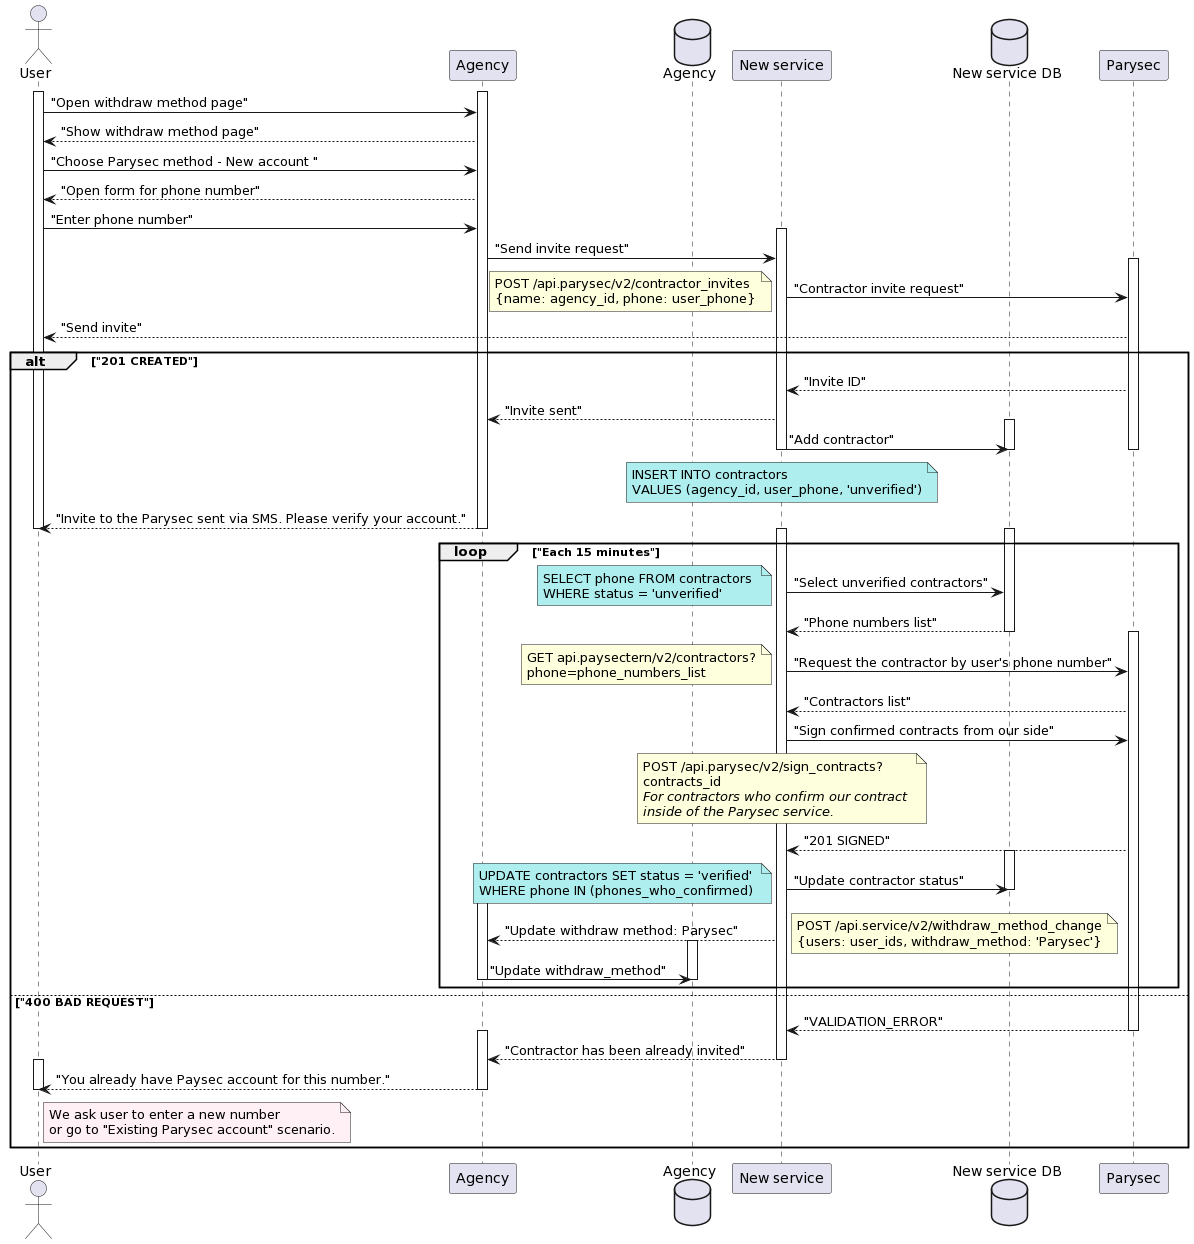 User
Agency
Agency
New service
New service DB
Parysec
"Open withdraw method page"
"Show withdraw method page"
"Choose Parysec method - New account "
"Open form for phone number"
"Enter phone number"
"Send invite request"
POST /api.parysec/v2/contractor_invites
{name: agency_id, phone: user_phone}
"Contractor invite request"
"Send invite"
alt
["201 CREATED"]
"Invite ID"
"Invite sent"
"Add contractor"
INSERT INTO contractors
VALUES (agency_id, user_phone, 'unverified')
"Invite to the Parysec sent via SMS. Please verify your account."
loop
["Each 15 minutes"]
SELECT phone FROM contractors
WHERE status = 'unverified'
"Select unverified contractors"
"Phone numbers list"
GET api.paysectern/v2/contractors?
phone=phone_numbers_list
"Request the contractor by user's phone number"
"Contractors list"
"Sign confirmed contracts from our side"
POST /api.parysec/v2/sign_contracts?
contracts_id
For contractors who confirm our contract
inside of the Parysec service.
"201 SIGNED"
UPDATE contractors SET status = 'verified'
WHERE phone IN (phones_who_confirmed)
"Update contractor status"
POST /api.service/v2/withdraw_method_change
{users: user_ids, withdraw_method: 'Parysec'}
"Update withdraw method: Parysec"
"Update withdraw_method"
["400 BAD REQUEST"]
"VALIDATION_ERROR"
"Contractor has been already invited"
"You already have Paysec account for this number."
We ask user to enter a new number
or go to "Existing Parysec account" scenario.
User
Agency
Agency
New service
New service DB
Parysec